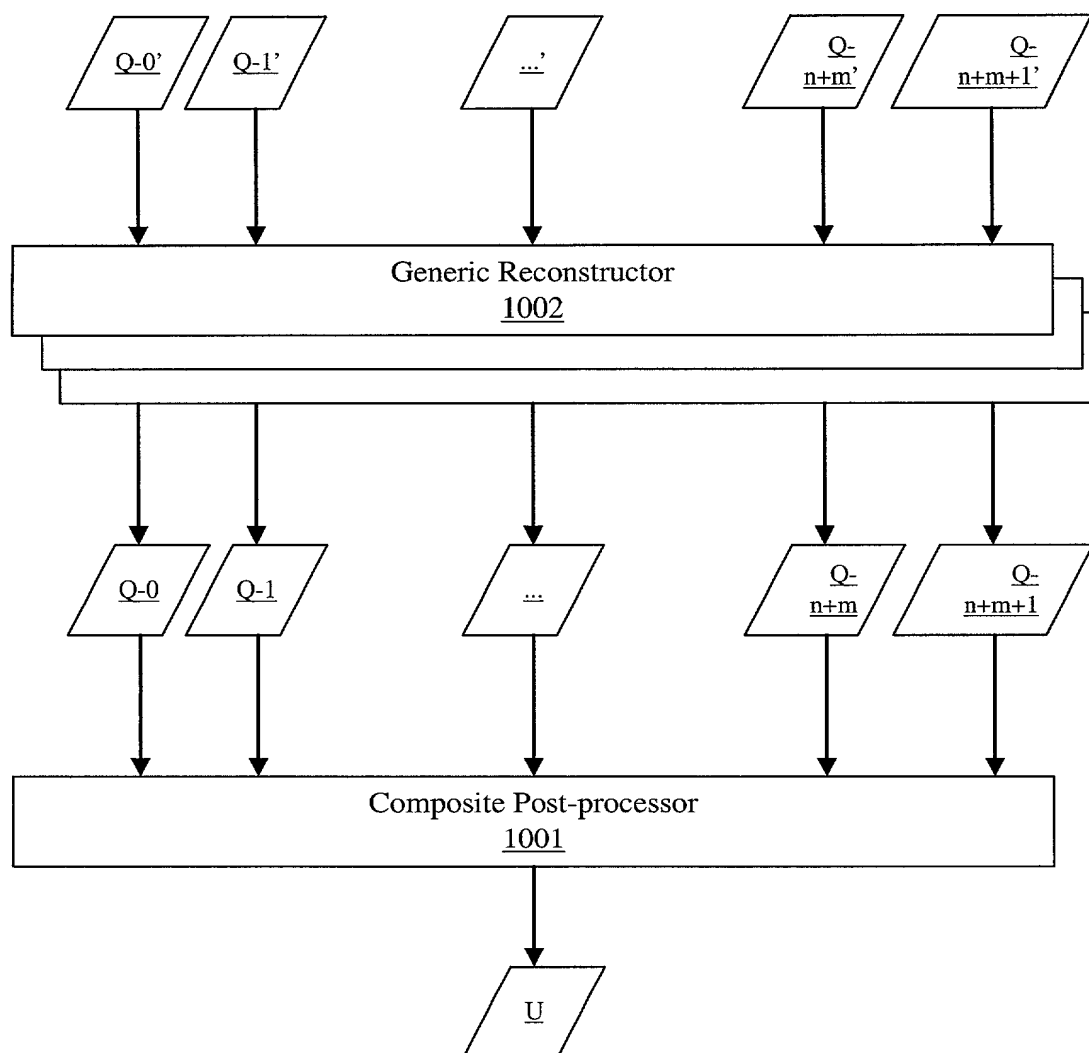 Q-0’ Q-1’ ...’ Q- Q-
n+m’ n+m+1’
Generic Reconstructor
1002
Q-0 Q-1 ... Q- Q-
n+m n+m+1
Composite Post-processor
1001
U